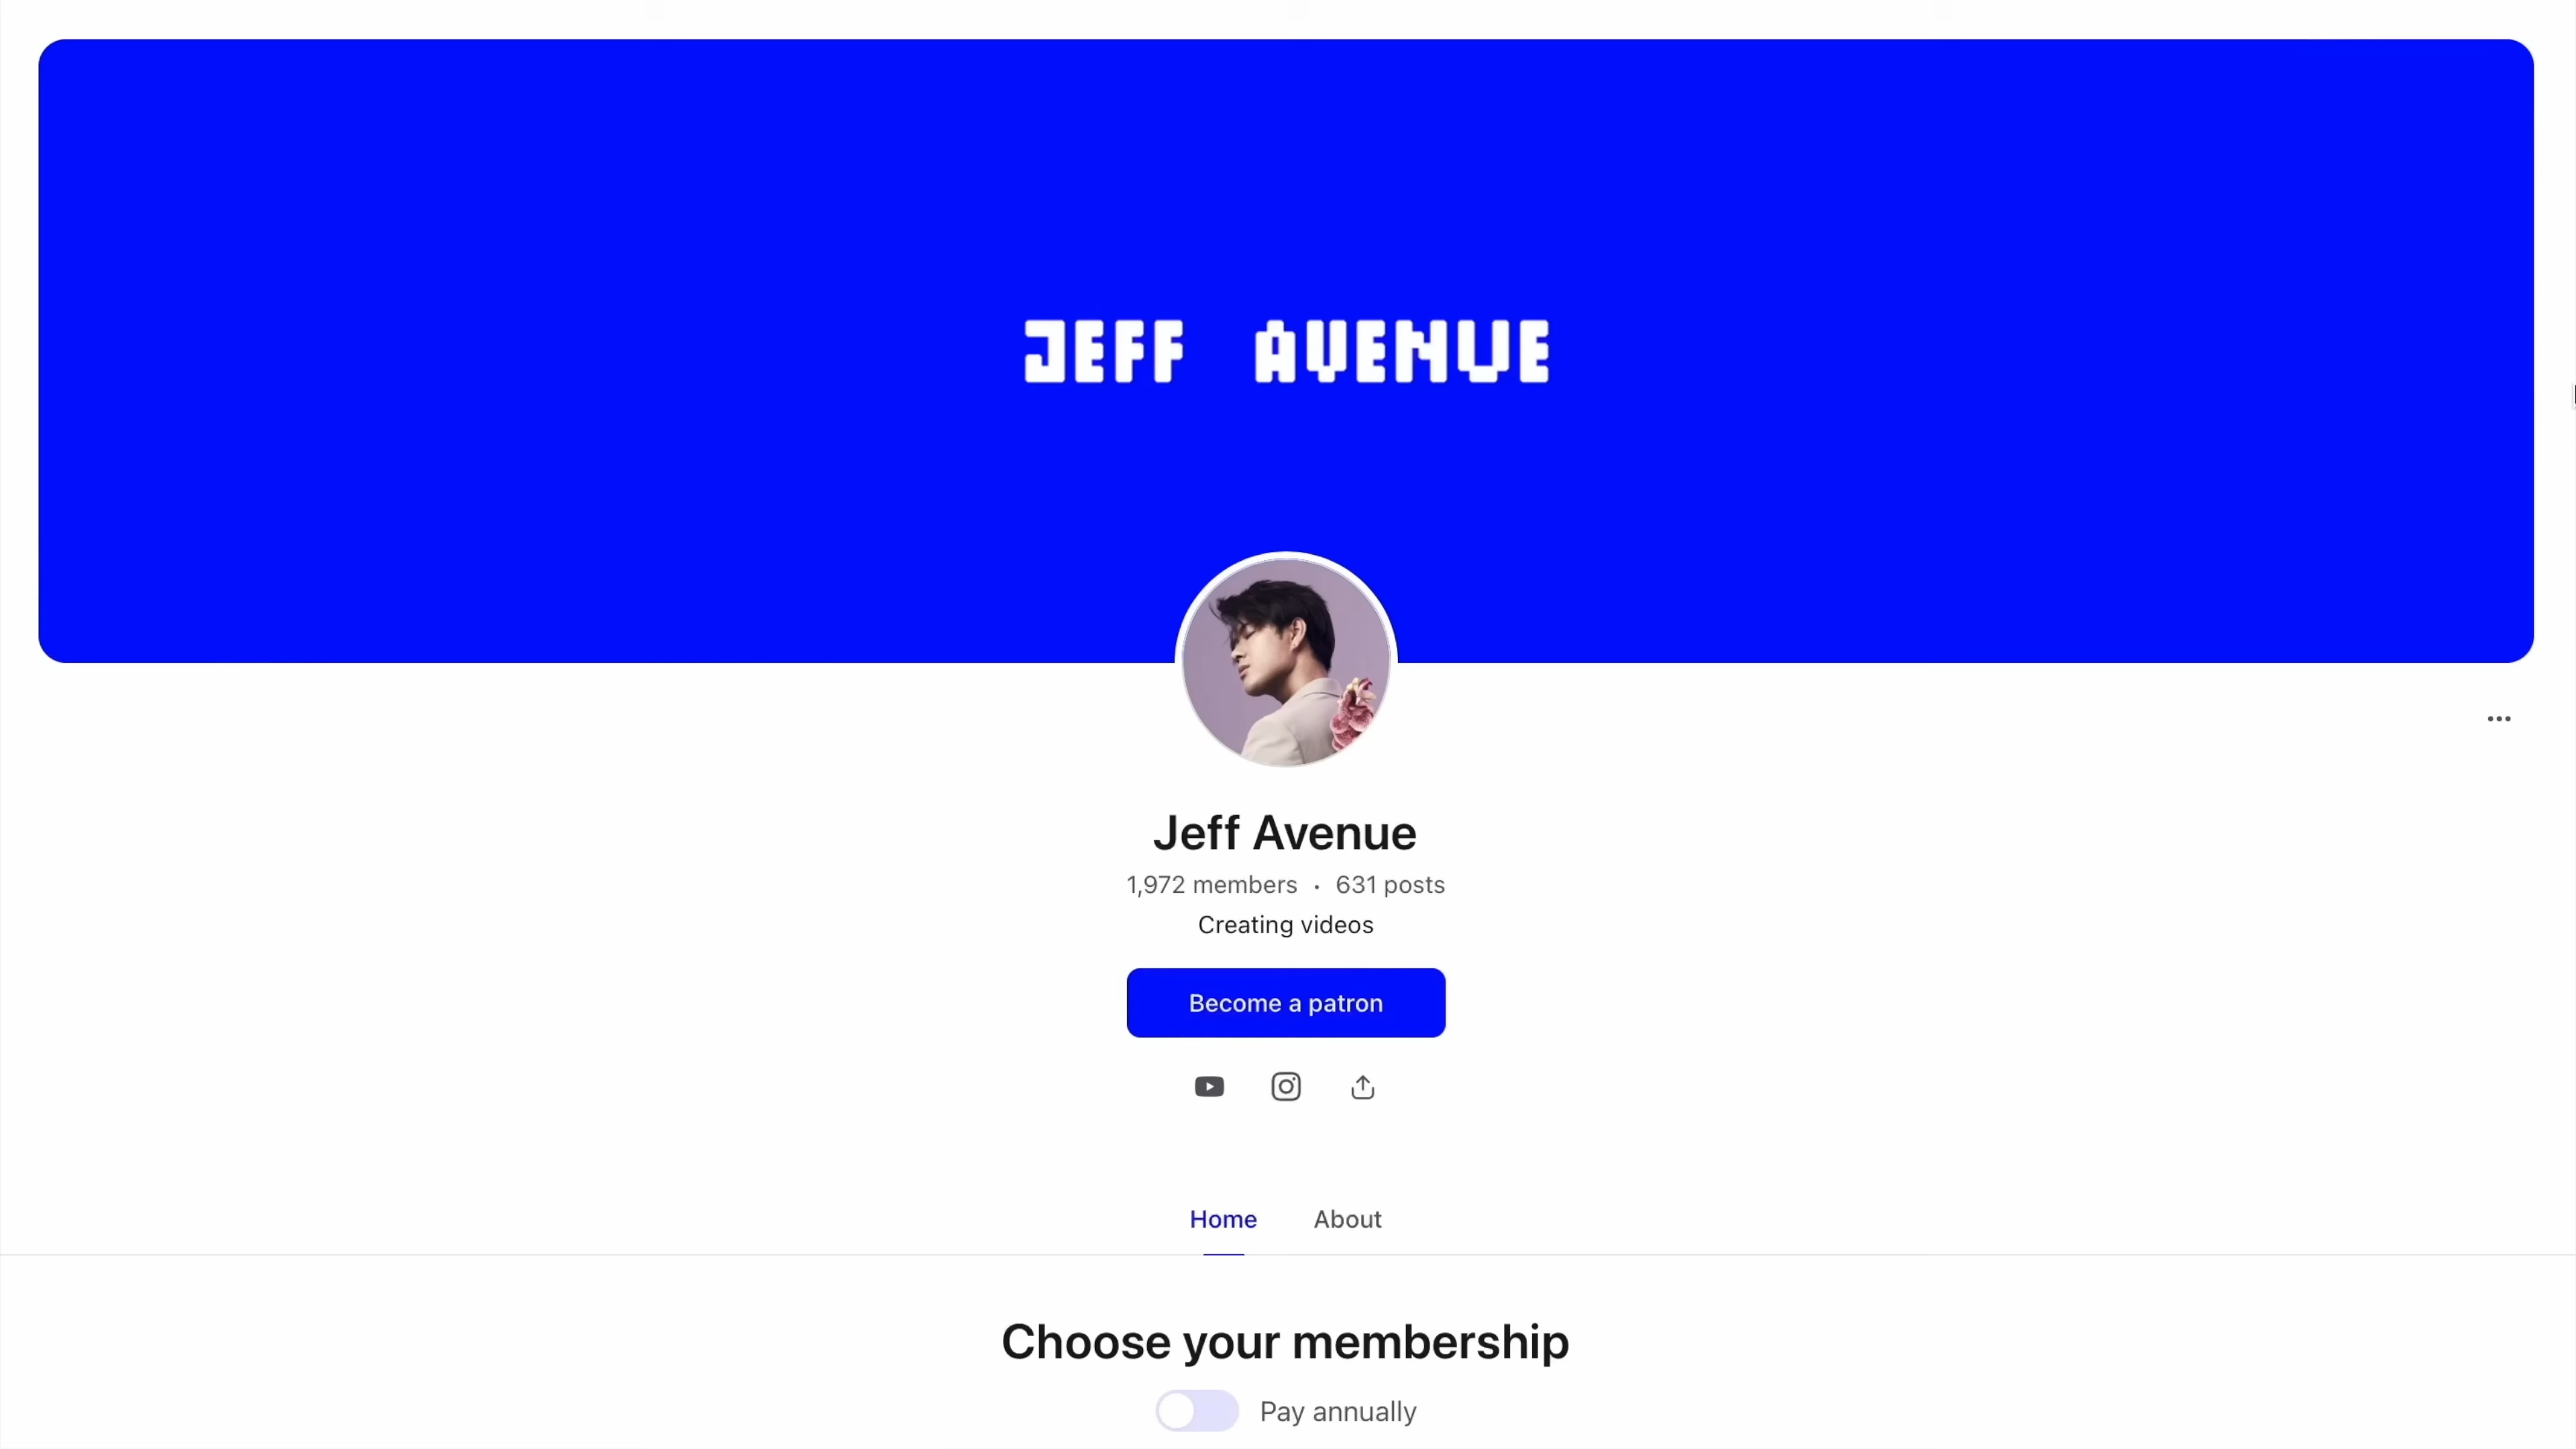 JEFF AVENUE
Jeff Avenue
1,972 members · 631 posts
Creating videos
Become a patron
Home About
Choose your membership
Pay annually